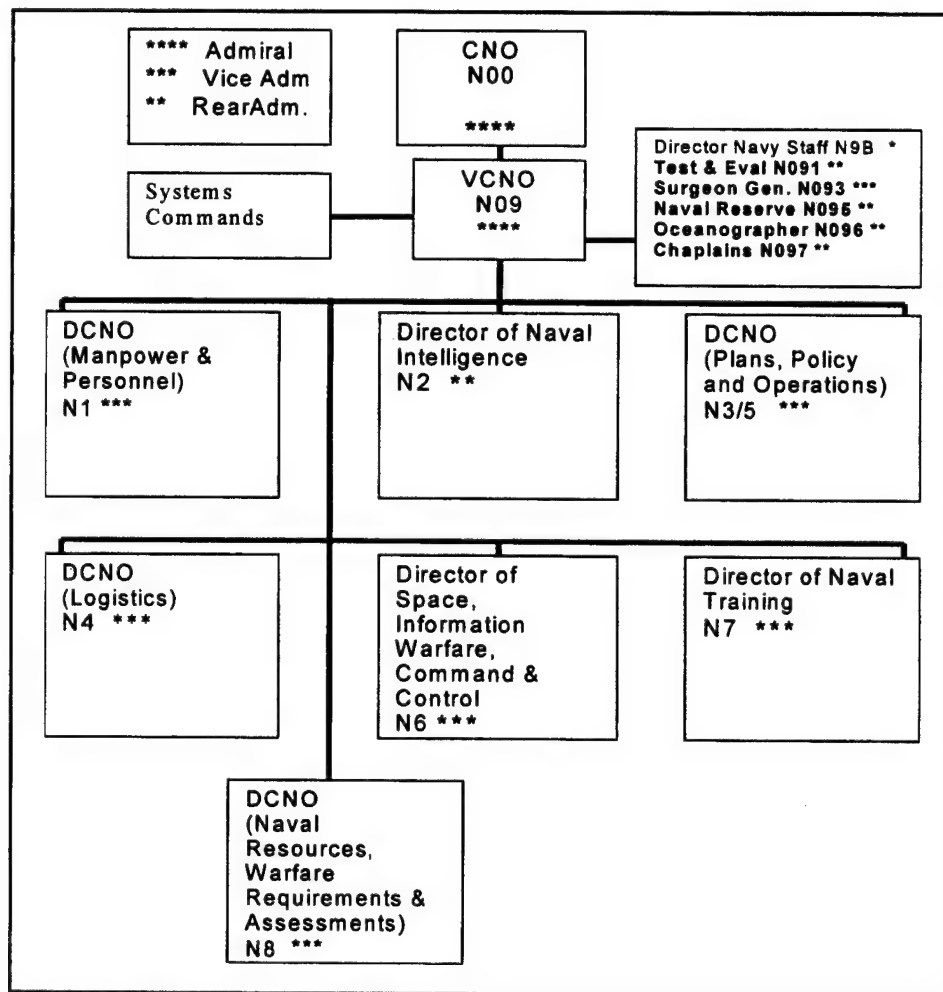 **** Admiral
*** Vice Adm
** RearAdm.
CNO
N00
****
Systems
Commands
VCNO
N09
****
Director Navy Staff N9B *
Test & Eval N091 **
Surgeon Gen. N093 ***
Naval Reserve N095 **
Oceanographer N096 **
Chaplains N097 **
DCNO
(Manpower &
Personnel)
N1 ***
Director of Naval
Intelligence
N2 **
DCNO
(Plans, Policy
and Operations)
N3/5 ***
DCNO
(Logistics)
N4 ***
Director of
Space,
Information
Warfare,
Command &
Control
N6 ***
Director of Naval
Training
N7 ***
DCNO
(Naval
Resources,
Warfare
Requirements &
Assessments)
N8 ***